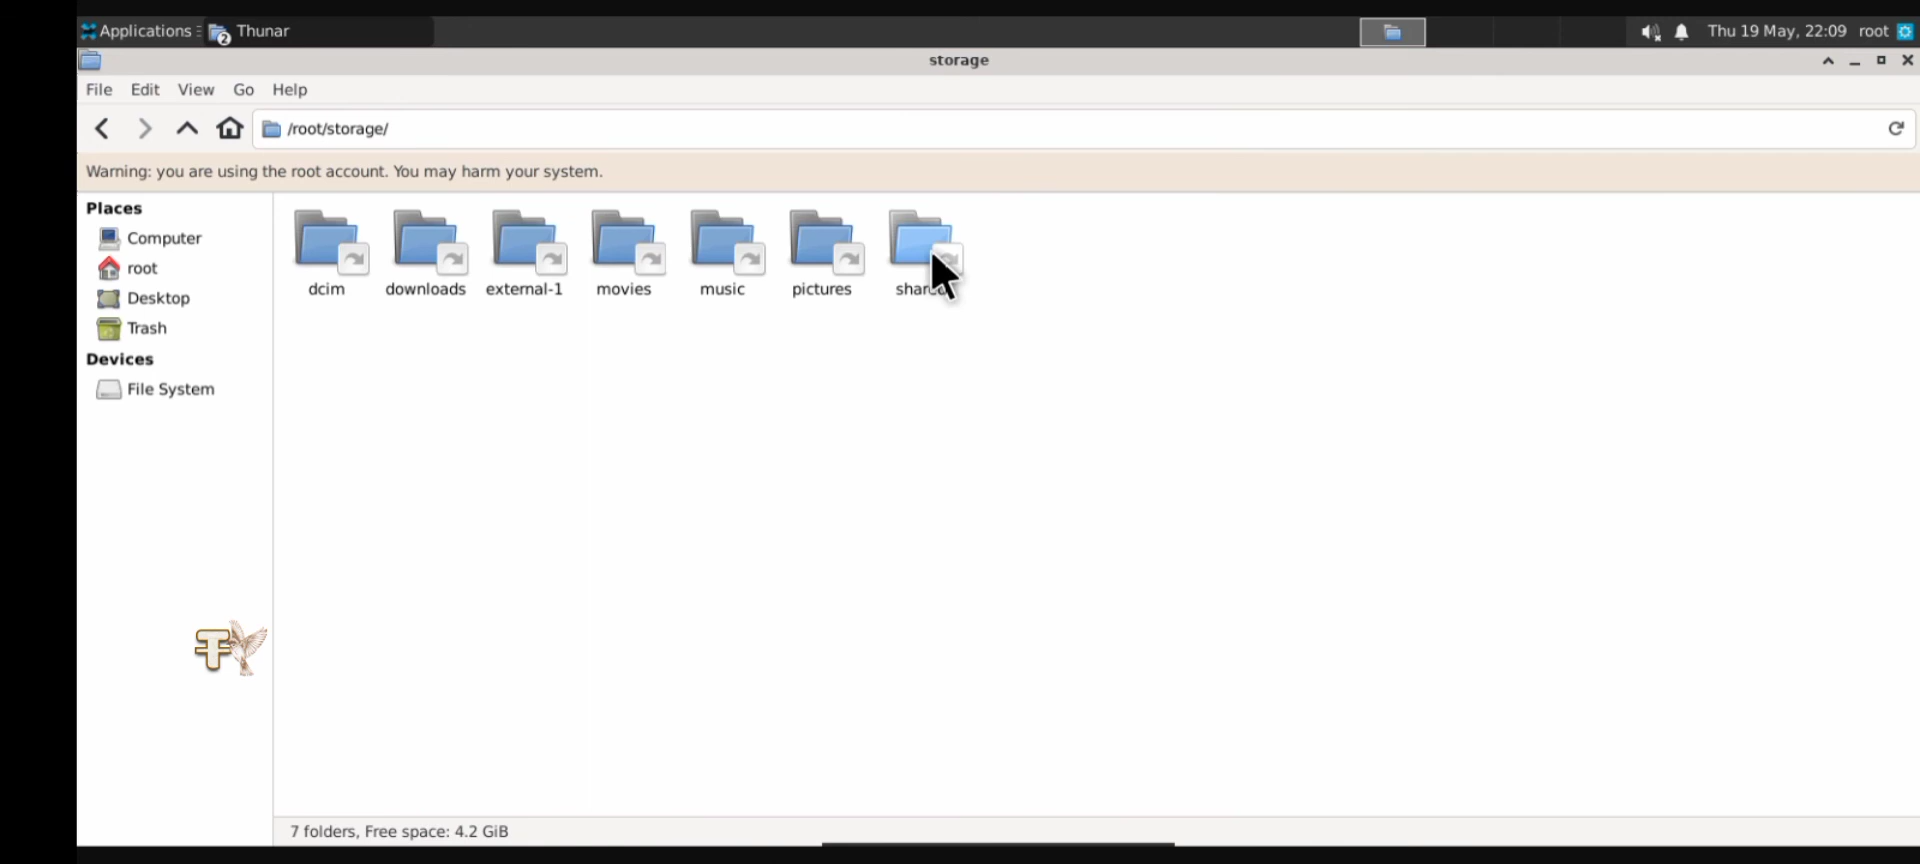 Applications Thunar Thu 19 May, 22:09 root
storage
File Edit View Go Help
/root/storage/
Warning: you are using the root account. You may harm your system.
Places
Computer
root
Desktop
Trash
Devices
File System
dcim downloads external-1 movies music pictures
7 folders, Free space: 4.2 GiB